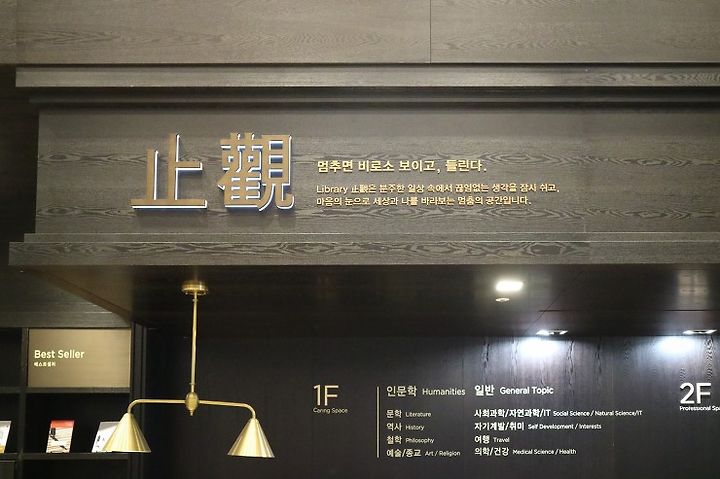 止觀
멈추면 비로소 보이고, 들린다.
Library 止觀은 분주한 일상 속에서 끊임없는 생각을 잠시 쉬고,
마음의 눈으로 세상과 나를 바라보는 멈춤의 공간입니다.
Best Seller
베스트셀러
1F
Caring Space
인문학 Humanities
문학 Literature
역사 History
철학 Philosophy
예술/종교 Art / Religion
일반 General Topic
사회과학/자연과학/IT Social Science / Natural Science/IT
자기계발/취미 Self Development / Interests
여행 Travel
의학/건강 Medical Science / Health
2F
Professional